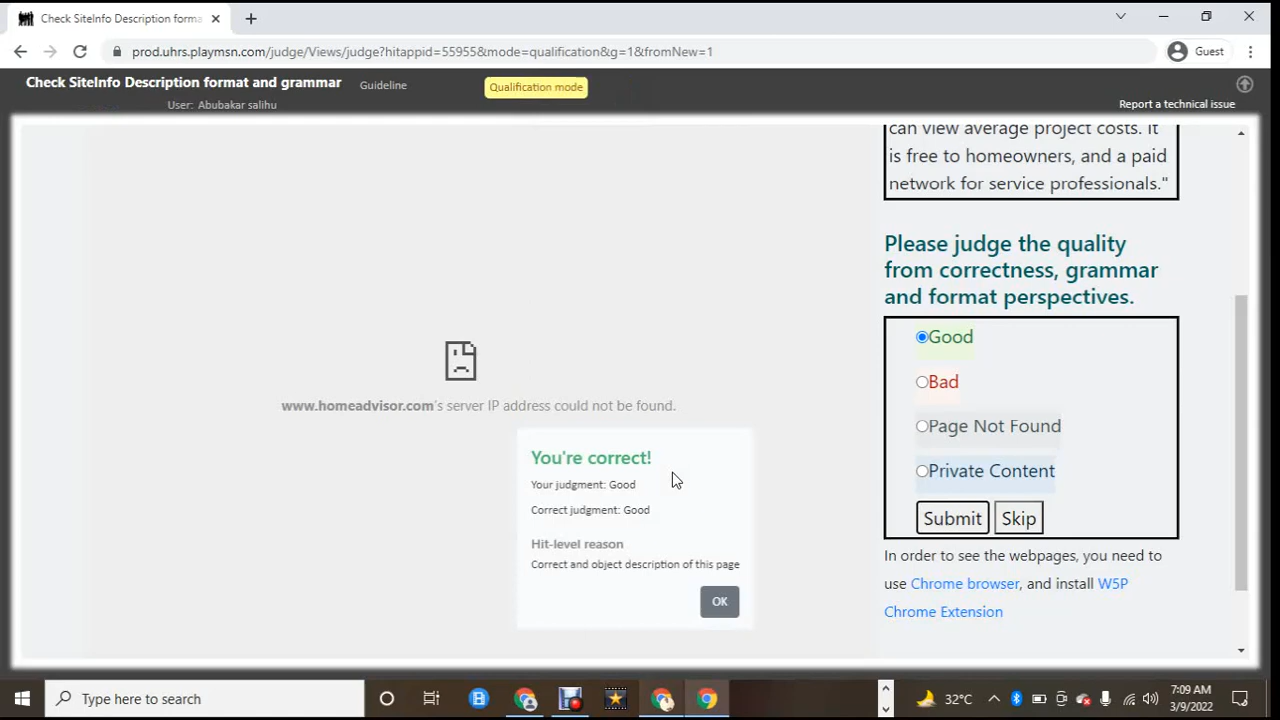 Check SiteInfo Description forma
prod.uhrs.playmsn.com/judge/Views/judge?hitappid=55955&mode=qualification&g=1&fromNew=1
Guest
Check SiteInfo Description format and grammar
Guideline
Qualification mode
User: Abubakar salihu
Report a technical issue
can view average project costs. It
is free to homeowners, and a paid
network for service professionals."
Please judge the quality
from correctness, grammar
and format perspectives.
Good
Bad
Page Not Found
Private Content
Submit
Skip
In order to see the webpages, you need to
use Chrome browser, and install W5P
Chrome Extension
www.homeadvisor.com's server IP address could not be found.
You're correct!
Your judgment: Good
Correct judgment: Good
Hit-level reason
Correct and object description of this page
OK
Type here to search
32°C
7:09 AM
3/9/2022